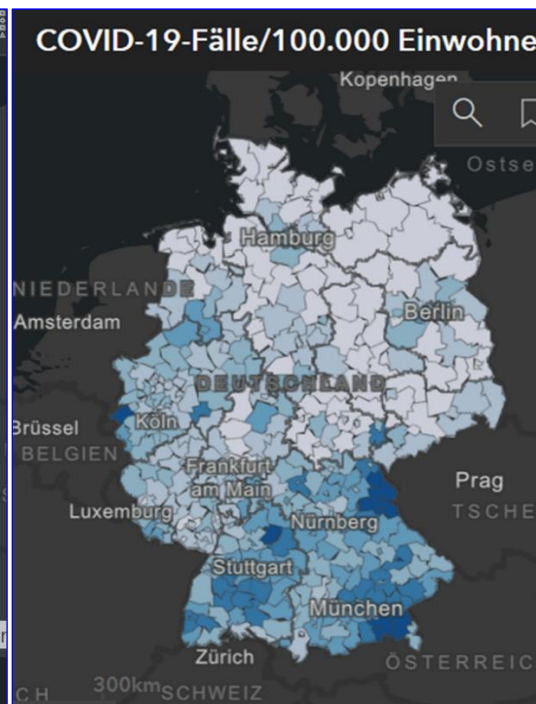 COVID-19-Fälle/100.000 Einwohne
Kopenhagen
Ostse
Hamburg
NIEDERLANDE
Berlin
Amsterdam
DEUTSCHLAND
Köln
Brüssel
BELGIEN
Frankfurt
am Main
Prag
Luxemburg
TSCHE
Nürnberg
Stuttgart
München
Zürich
ÖSTERREIC
300km
SCHWEIZ
CH